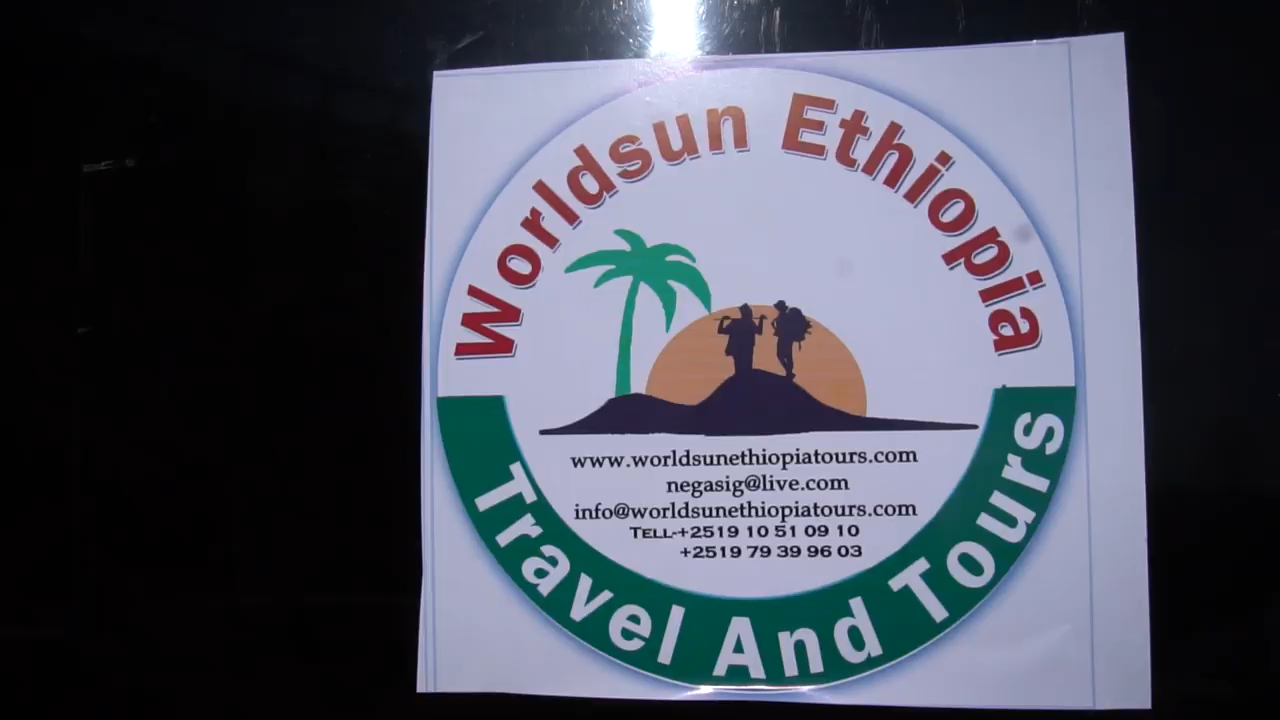 Worldsun Ethiopia
www.worldsunethiopiatours.com
negasig@live.com
info@worldsunethiopiatours.com
TELL-+2519 10 51 09 10
+2519 79 39 96 03
Travel And Tours